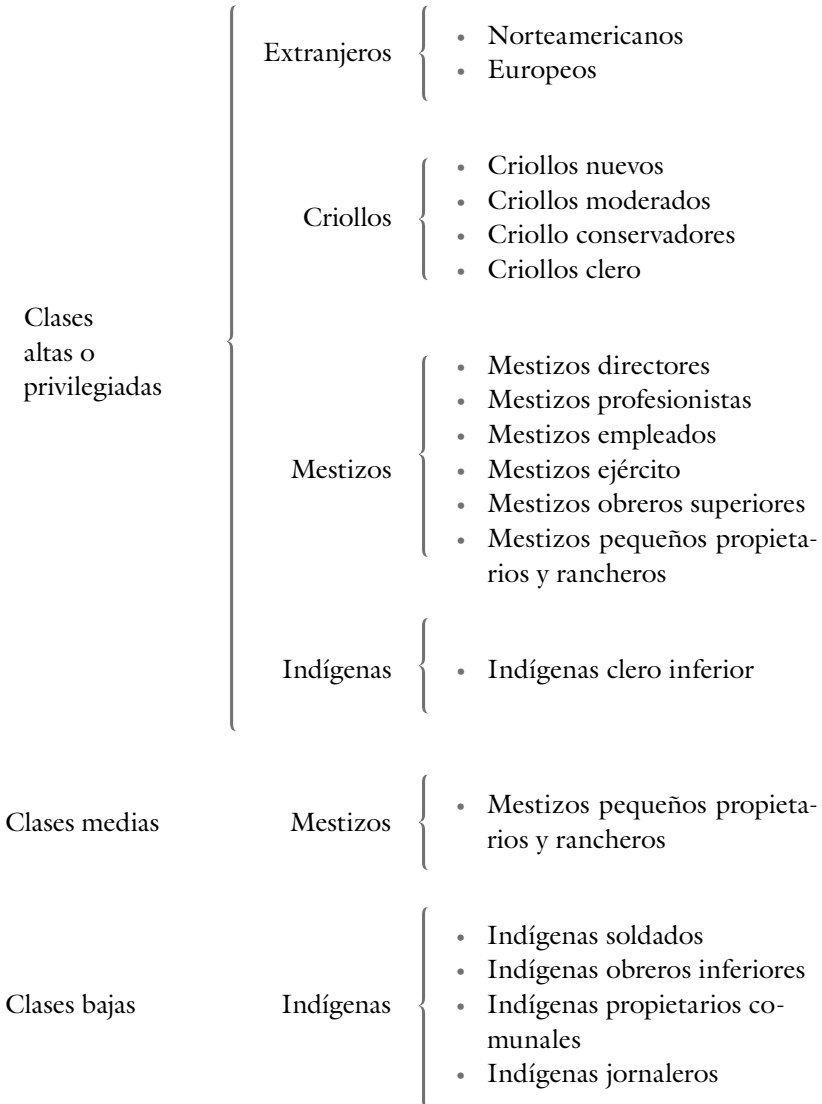 Extranjeros
• Norteamericanos
• Europeos
Criollos
• Criollos nuevos
• Criollos moderados
• Criollo conservadores
• Criollos clero
Clases
altas o
privilegiadas
Mestizos
• Mestizos directores
• Mestizos profesionistas
• Mestizos empleados
• Mestizos ejército
• Mestizos obreros superiores
• Mestizos pequeños propieta-
rios y rancheros
Indígenas
• Indígenas clero inferior
Clases medias
Mestizos
• Mestizos pequeños propieta-
rios y rancheros
Clases bajas
Indígenas
• Indígenas soldados
• Indígenas obreros inferiores
• Indígenas propietarios co-
munales
• Indígenas jornaleros